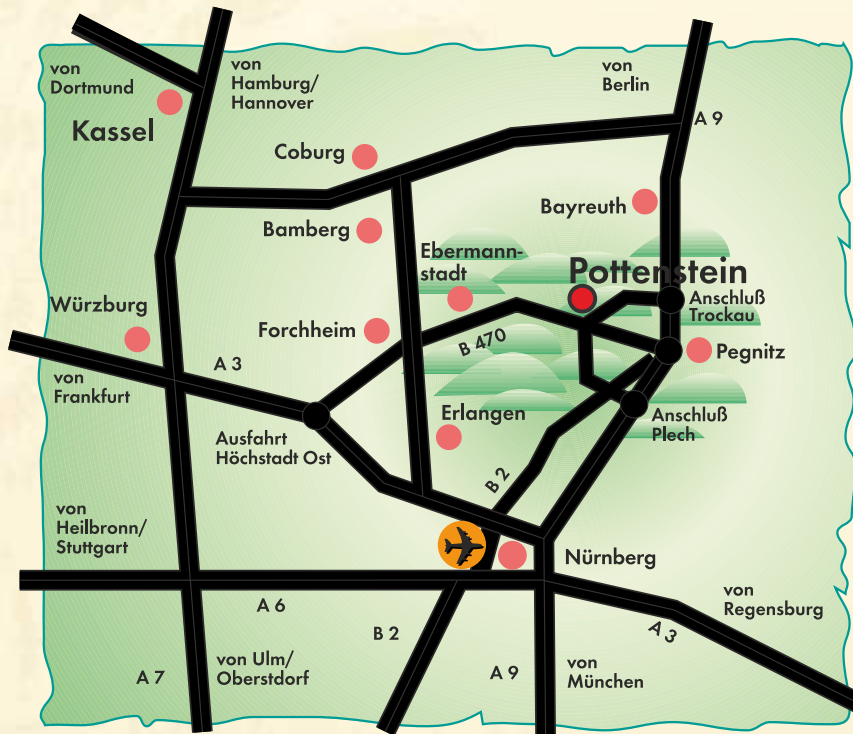 von
Dortmund
von
Hamburg/
Hannover
von
Berlin
Kassel
A 9
Coburg
Bayreuth
Bamberg
Ebermann-
stadt
Pottenstein
Anschluß
Trockau
Würzburg
Forchheim
B 470
Pegnitz
A 3
von
Frankfurt
Erlangen
Anschluß
Plech
Ausfahrt
Höchstadt Ost
B 2
von
Heilbronn/
Stuttgart
Nürnberg
von
Regensburg
A 6
B 2
A 3
von Ulm/
Oberstdorf
A 7
A 9
von
München